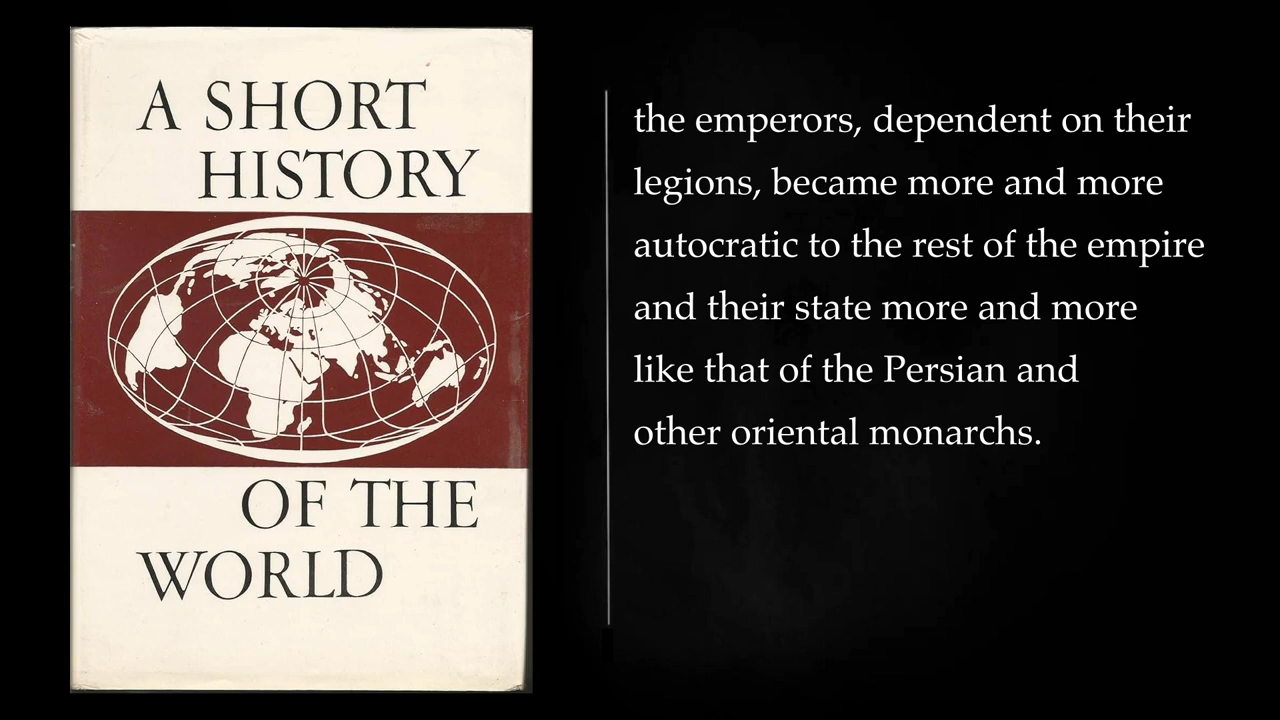 A SHORT
HISTORY
OF THE
WORLD
the emperors, dependent on their
legions, became more and more
autocratic to the rest of the empire
and their state more and more
like that of the Persian and
other oriental monarchs.